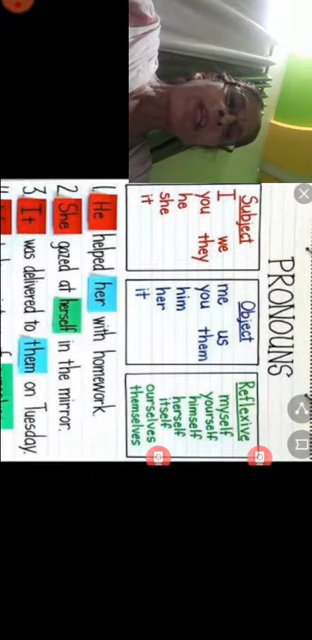 PRONOUNS
Subject
I we
you they
he
she
it
Object
me us
you them
him
her
it
Reflexive
myself
yourself
himself
herself
itself
ourselves
themselves
1. He helped her with homework.
2. She gazed at herself in the mirror.
3. It was delivered to them on Tuesday.